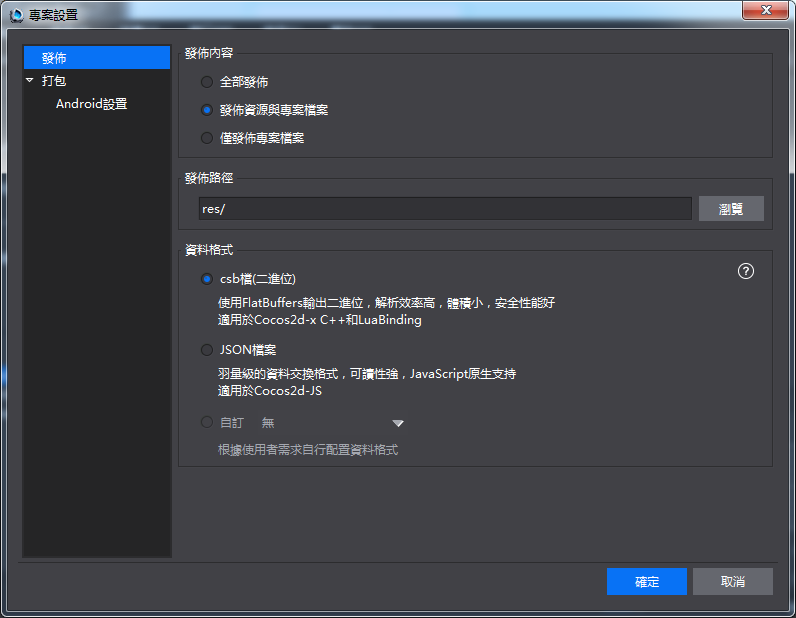 專案設置
發佈
打包
Android設置
發佈內容
全部發佈
發佈資源與專案檔案
僅發佈專案檔案
發佈路徑
res/
瀏覽
資料格式
csb檔(二進位)
使用FlatBuffers輸出二進位，解析效率高，體積小，安全性能好
適用於Cocos2d-x C++和LuaBinding
JSON檔案
羽量級的資料交換格式，可讀性強，JavaScript原生支持
適用於Cocos2d-JS
自訂 無
根據使用者需求自行配置資料格式
確定 取消